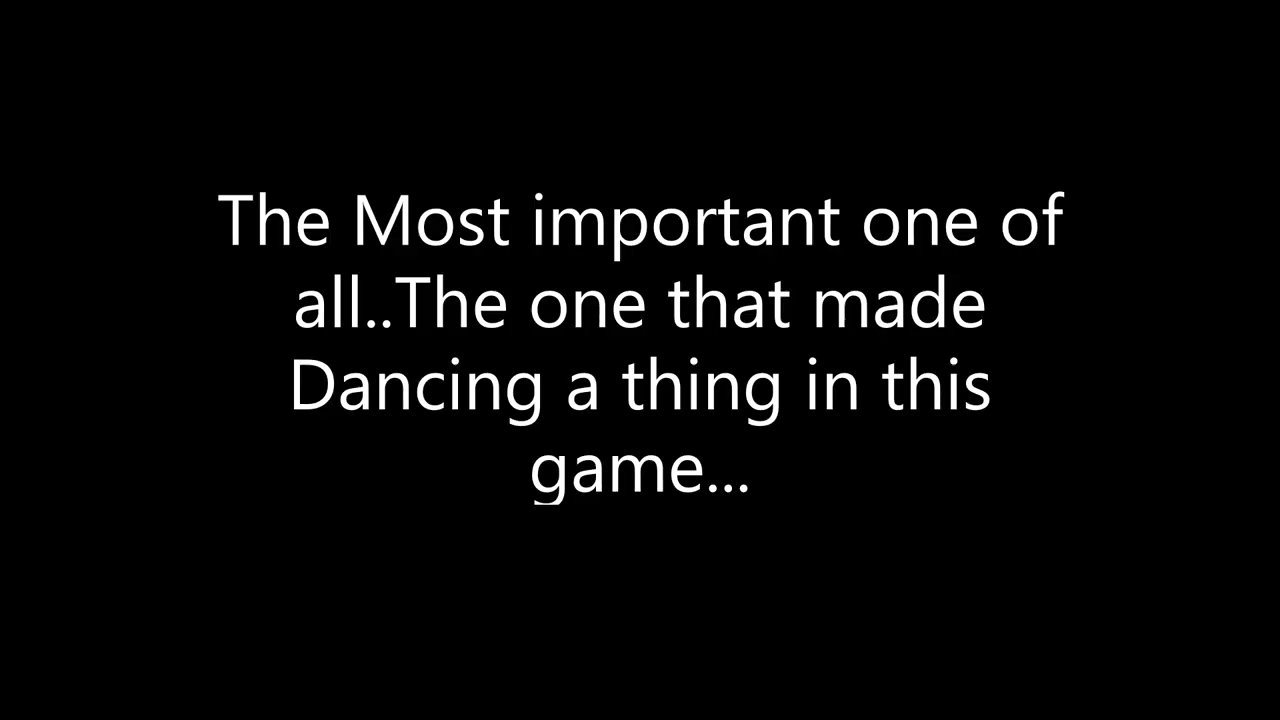 The Most important one of
all..The one that made
Dancing a thing in this
game...